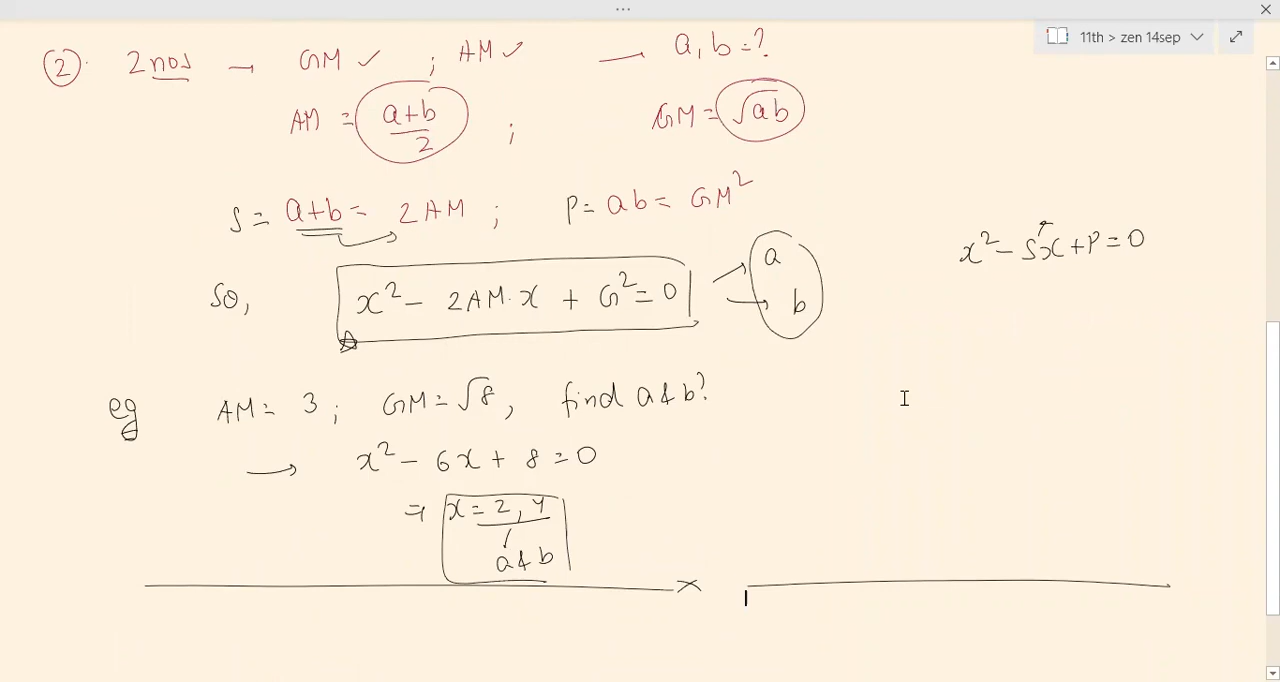 ...
11th > zen 14sep
(2). 2 nos → GM ✓ ; AM ✓ — a, b = ?
AM = a+b/2 ; GM = √ab
S = a+b = 2AM ; P = ab = GM²
x² - Sx + P = 0
So, x² - 2AM·x + G² = 0 → a
→ b
eg AM = 3 ; GM = √8, find a & b?
→ x² - 6x + 8 = 0
⇒ x = 2, 4
a & b